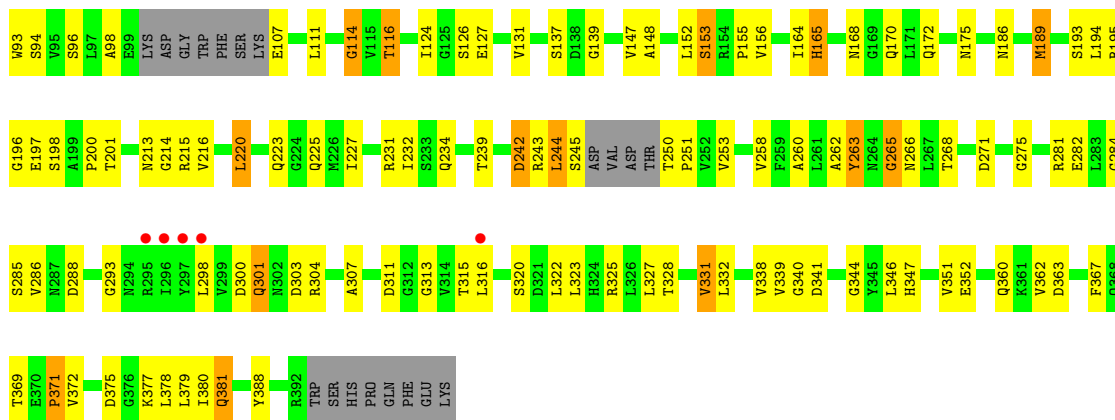 W93 S94 V95 S96 L97 A98 E99 LYS ASP GLY TRP PHE SER LYS E107 L111 G114 V115 T116 I124 G125 S126 E127 V131 S137 D138 G139 V147 A148 L152 S153 R154 P155 V156 I164 H165 N168 G169 Q170 L171 Q172 N175 N186 M189 S193 L194
G196 E197 S198 A199 P200 T201 N213 G214 R215 V216 L220 Q223 G224 Q225 M226 I227 R231 I232 S233 Q234 T239 D242 R243 L244 S245 ASP VAL ASP THR T250 P251 V252 V253 V258 F259 A260 L261 A262 Y263 N264 G265 N266 L267 T268 D271 G275 R281 E282 L283
S285 V286 N287 D288 G293 N294 R295 I296 Y297 L298 V299 D300 Q301 N302 D303 R304 A307 D311 G312 G313 V314 T315 L316 S320 D321 L322 L323 H324 R325 L326 L327 T328 V331 L332 V338 V339 G340 D341 G344 Y345 L346 H347 V351 E352 Q360 K361 V362 D363 F367
T369 E370 P371 V372 D375 G376 K377 L378 L379 I380 Q381 Y388 R392 TRP SER HIS PRO GLN PHE GLU LYS